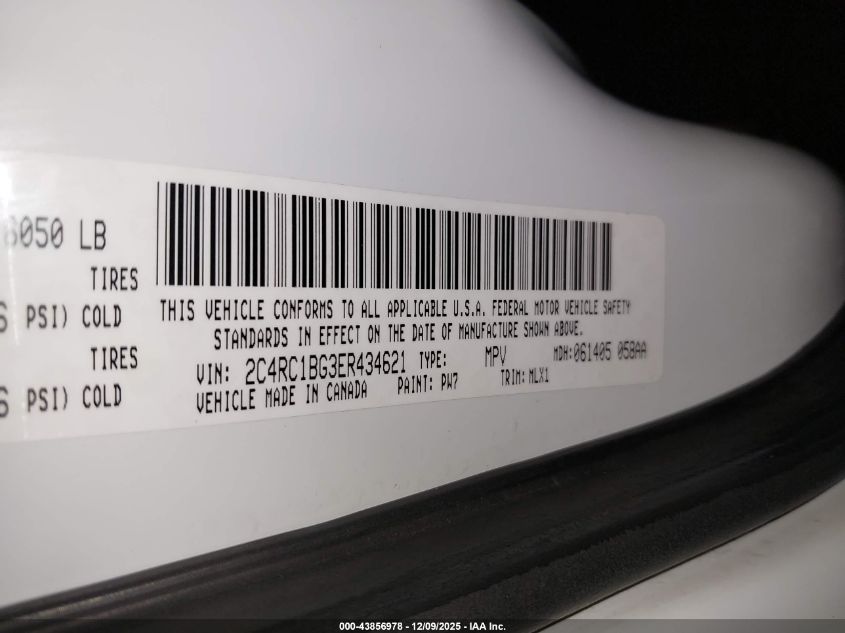 6050 LB
TIRES
PSI) COLD
TIRES
PSI) COLD
THIS VEHICLE CONFORMS TO ALL APPLICABLE U.S.A. FEDERAL MOTOR VEHICLE SAFETY
STANDARDS IN EFFECT ON THE DATE OF MANUFACTURE SHOWN ABOVE.
VIN: 2C4RC1BG3ER434621 TYPE: MPV MDH:061405 058AA
VEHICLE MADE IN CANADA PAINT: PW7 TRIM: MLX1
000-43856978 - 12/09/2025 - IAA Inc.